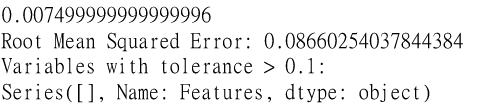 0.007499999999999996
Root Mean Squared Error: 0.08660254037844384
Variables with tolerance > 0.1:
Series([], Name: Features, dtype: object)